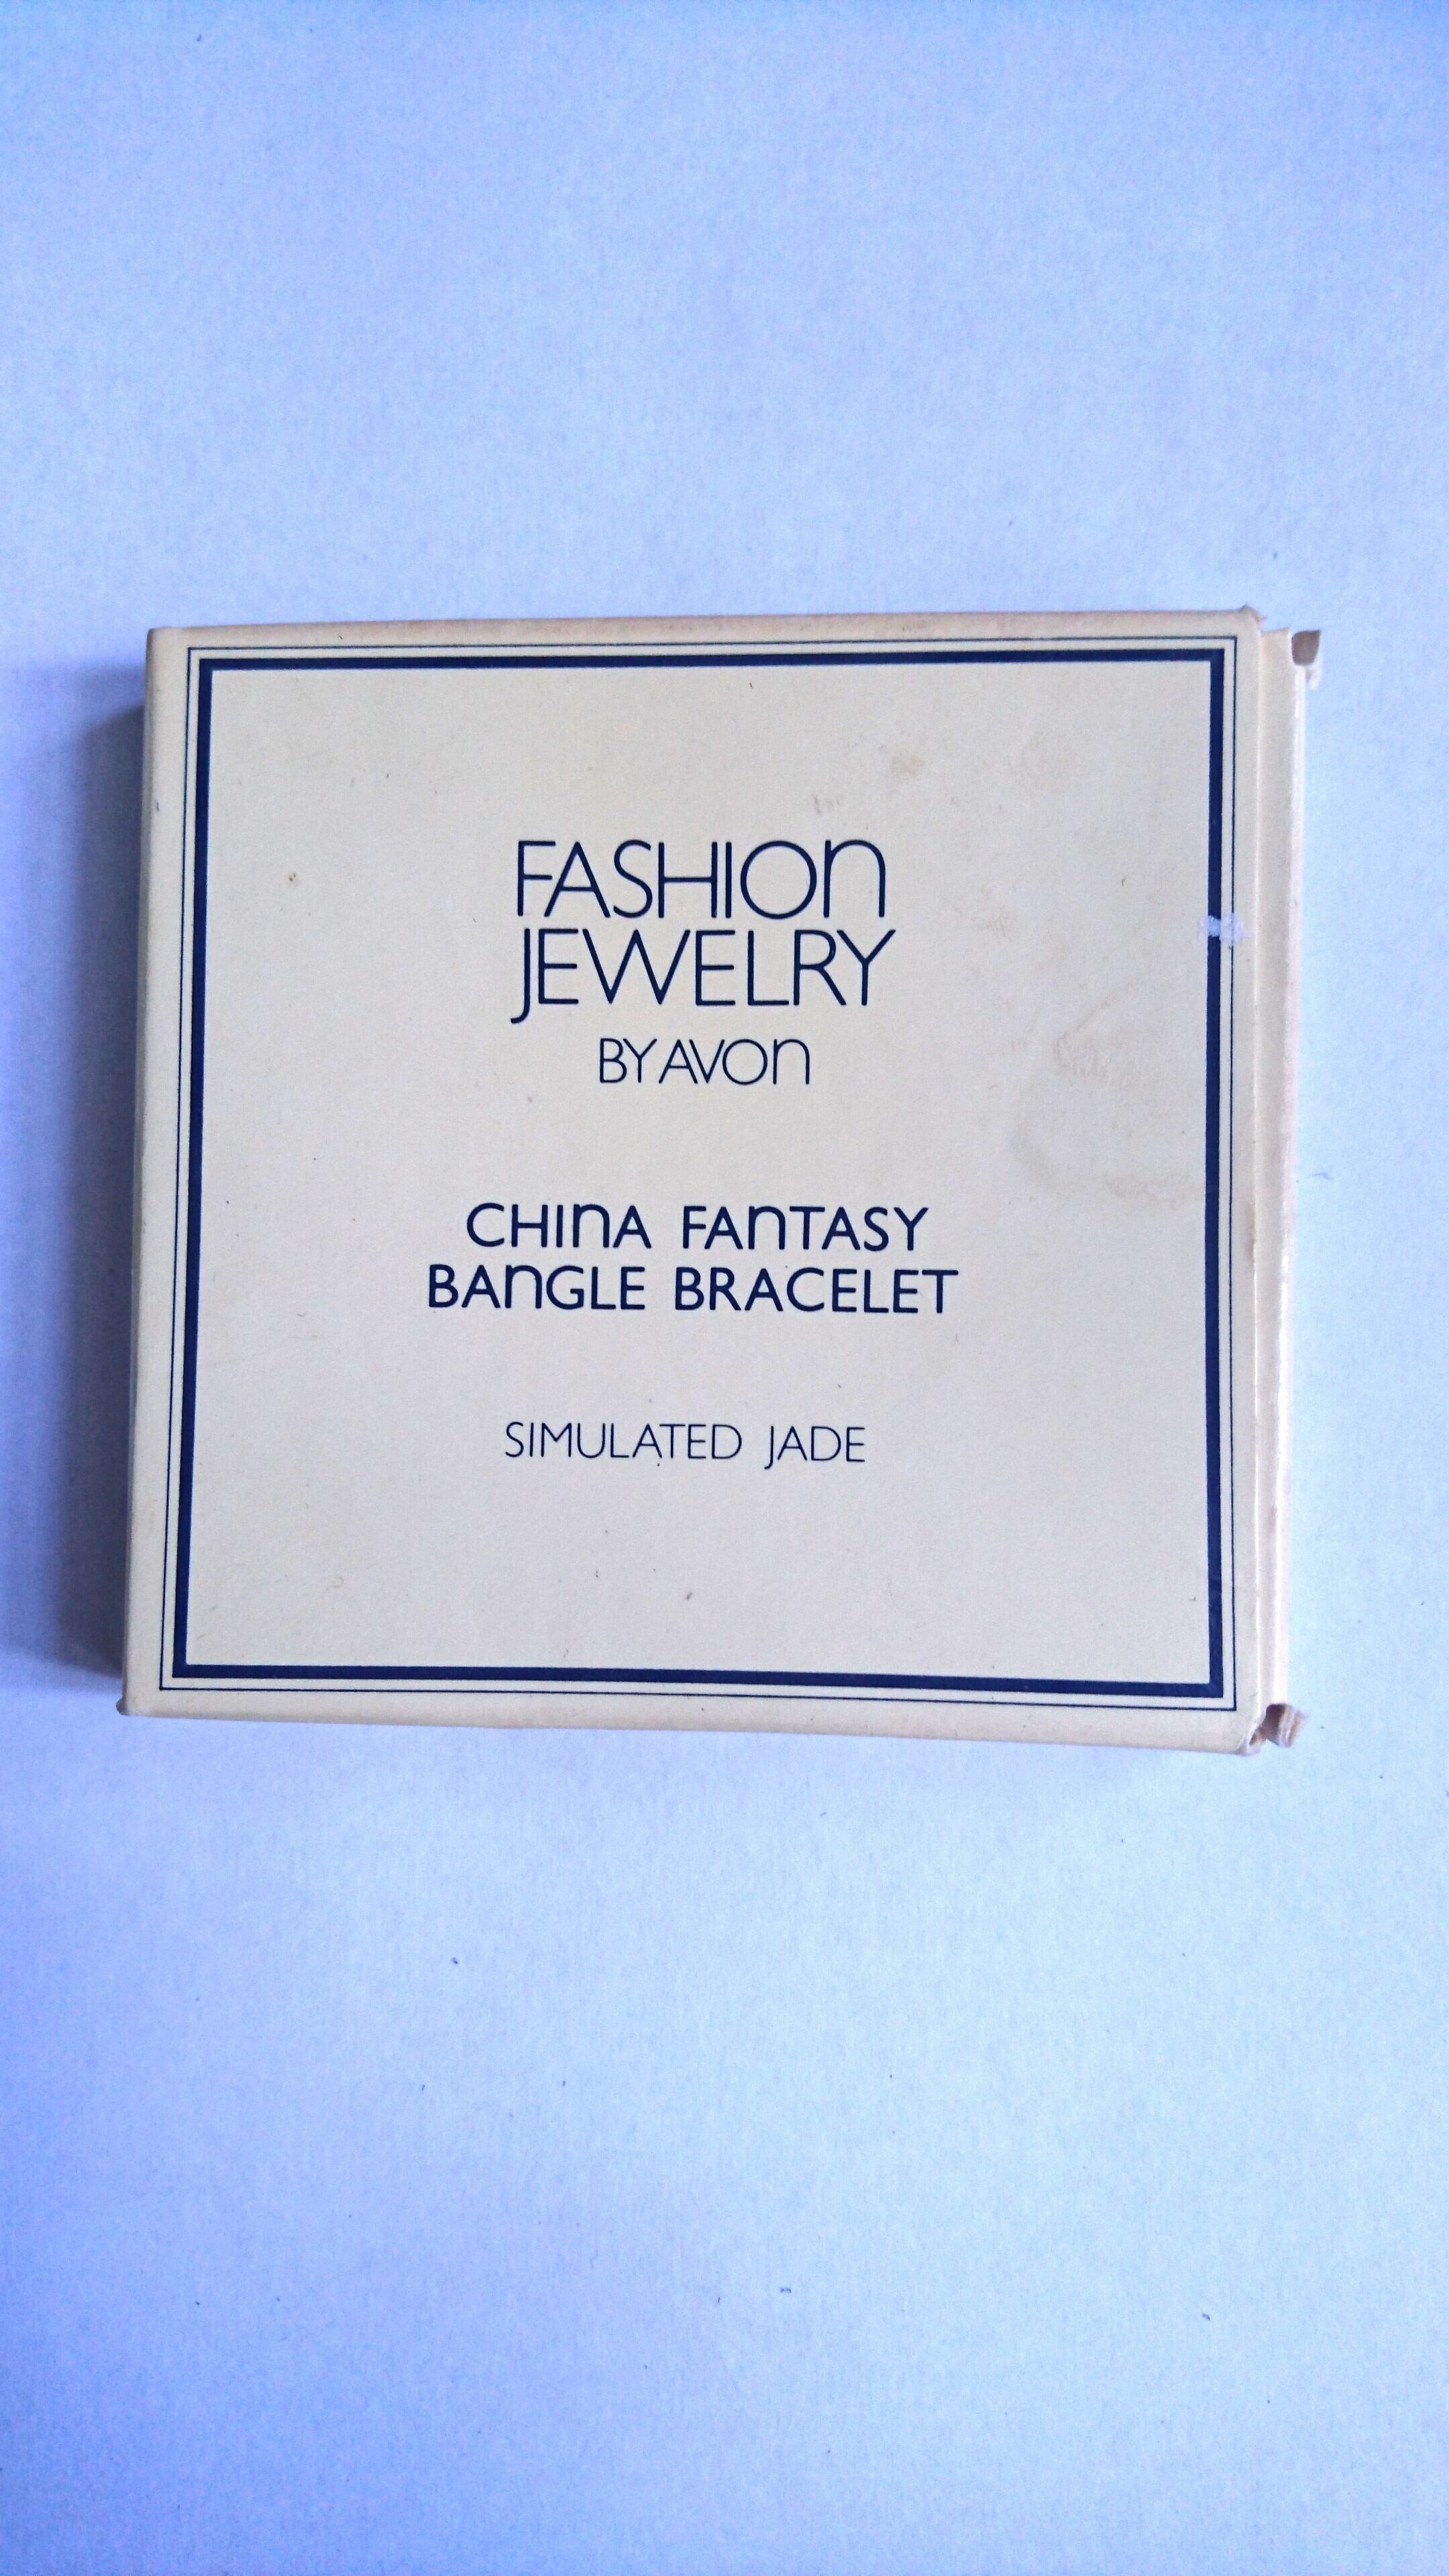 FASHION
JEWELRY
BY AVON
CHINA FANTASY
BANGLE BRACELET
SIMULATED JADE